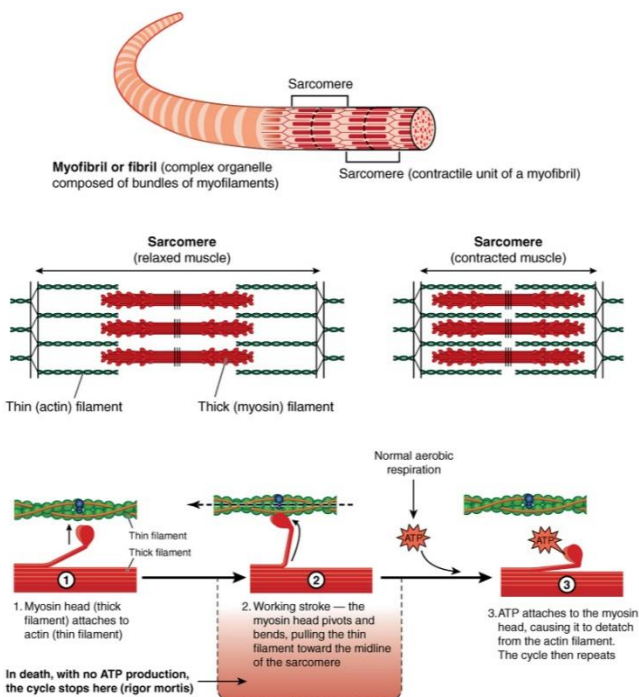 Sarcomere
Myofibril or fibril (complex organelle
composed of bundles of myofilaments)
Sarcomere (contractile unit of a myofibril)
Sarcomere
(relaxed muscle)
Sarcomere
(contracted muscle)
Thin (actin) filament
Thick (myosin) filament
Normal aerobic
respiration
Thin filament
Thick filament
ATP
ATP
1
2
3
1. Myosin head (thick
filament) attaches to
actin (thin filament)
2. Working stroke — the
myosin head pivots and
bends, pulling the thin
filament toward the midline
of the sarcomere
3.ATP attaches to the myosin
head, causing it to detatch
from the actin filament.
The cycle then repeats
In death, with no ATP production,
the cycle stops here (rigor mortis)